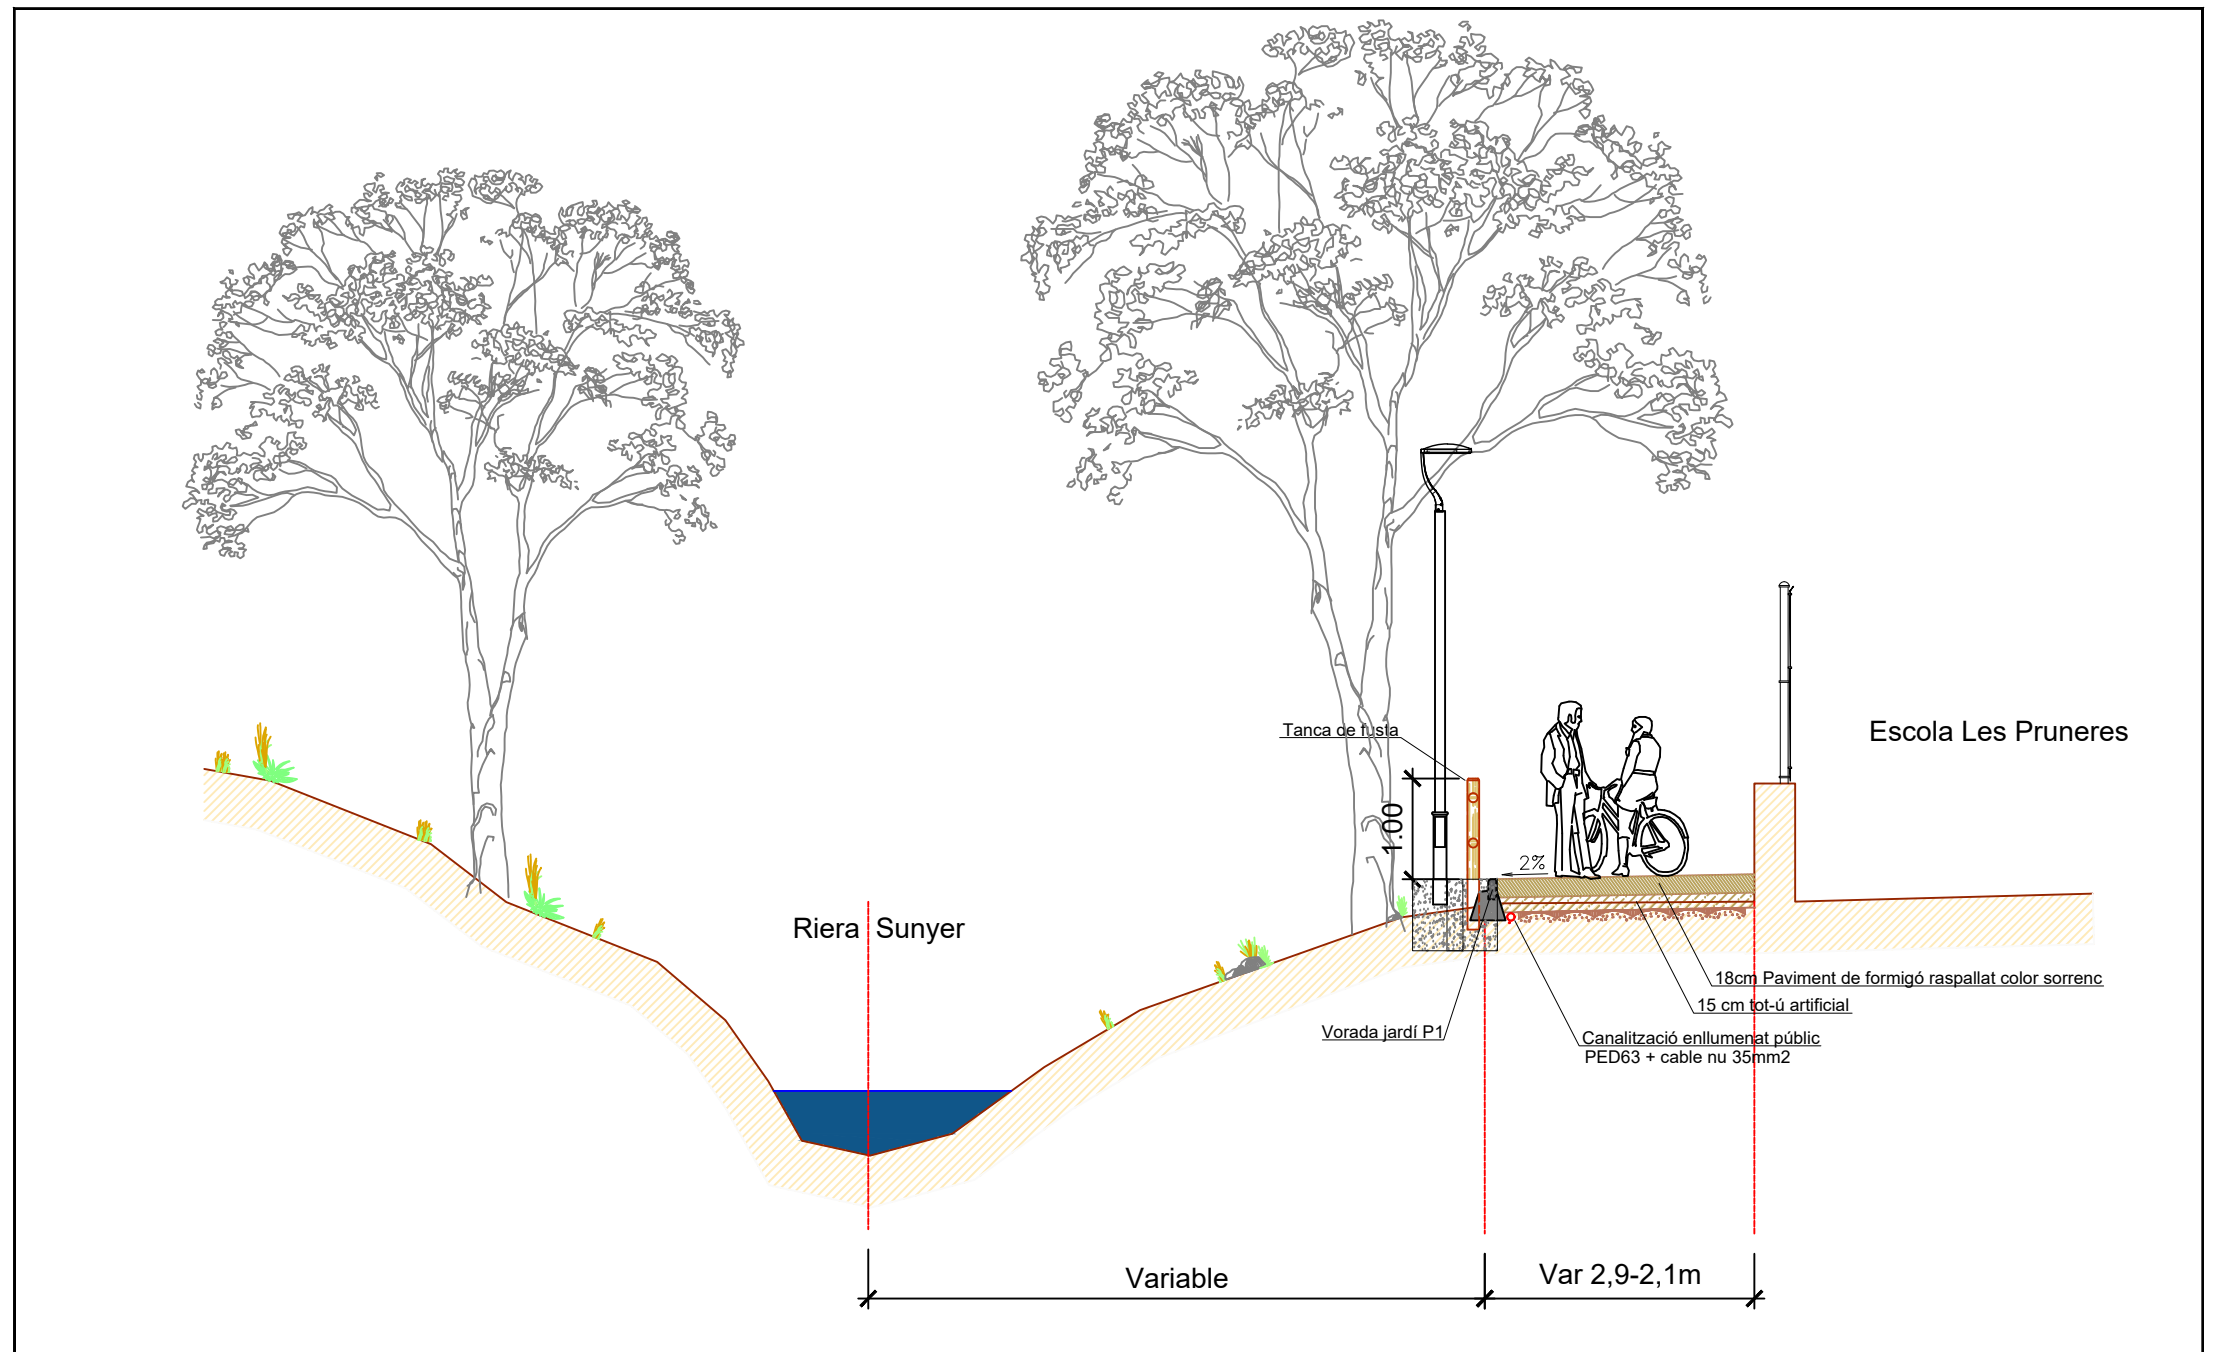 Tanca de fusta
Escola Les Pruneres
1.00
2%
Riera Sunyer
18cm Paviment de formigó raspallat color sorrenc
15 cm tot-ú artificial
Vorada jardí P1
Canalització enllumenat públic
PED63 + cable nu 35mm2
Variable
Var 2,9-2,1m